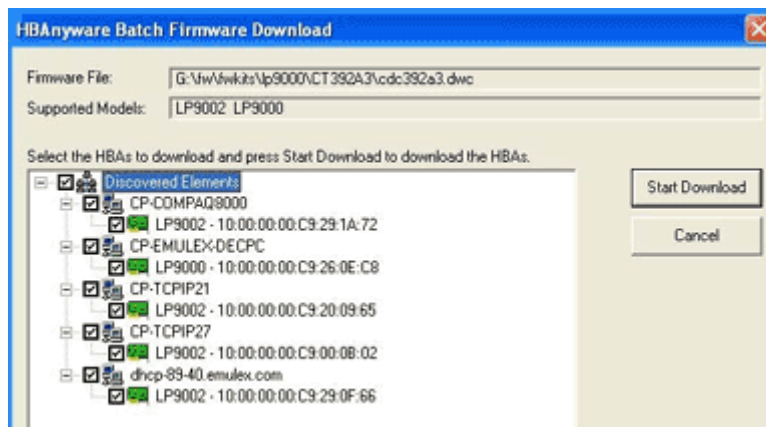 HBAnyware Batch Firmware Download
Firmware File: G:\fw\fwkits\lp9000\CT392A3\cdc392a3.dwc
Supported Models: LP9002 LP9000
Select the HBAs to download and press Start Download to download the HBAs.
Discovered Elements
CP-COMPAQ8000
LP9002 - 10:00:00:00:C9:29:1A:72
CP-EMULEX-DECPC
LP9000 - 10:00:00:00:C9:26:0E:C8
CP-TCPIP21
LP9002 - 10:00:00:00:C9:20:09:65
CP-TCPIP27
LP9002 - 10:00:00:00:C9:00:0B:02
dhcp-89-40.emulex.com
LP9002 - 10:00:00:00:C9:29:0F:66
Start Download
Cancel